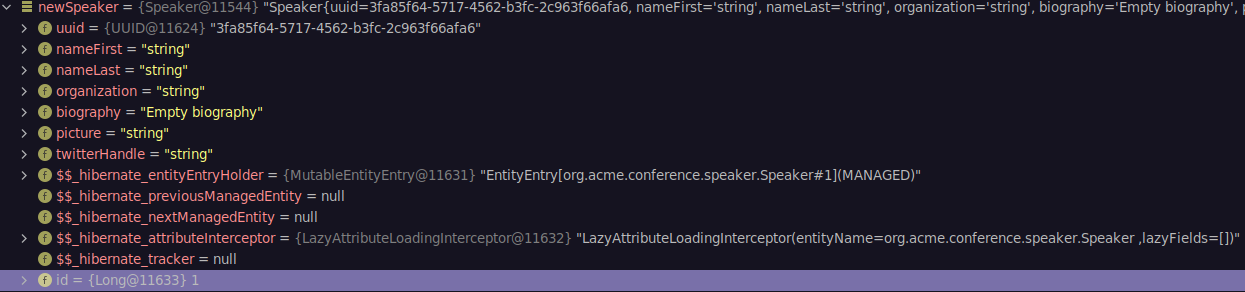 newSpeaker = {Speaker@11544} "Speaker{uuid=3fa85f64-5717-4562-b3fc-2c963f66afa6, nameFirst='string', nameLast='string', organization='string', biography='Empty biography', p
f uuid = {UUID@11624} "3fa85f64-5717-4562-b3fc-2c963f66afa6"
f nameFirst = "string"
f nameLast = "string"
f organization = "string"
f biography = "Empty biography"
f picture = "string"
f twitterHandle = "string"
f $$_hibernate_entityEntryHolder = {MutableEntityEntry@11631} "EntityEntry[org.acme.conference.speaker.Speaker#1](MANAGED)"
f $$_hibernate_previousManagedEntity = null
f $$_hibernate_nextManagedEntity = null
f $$_hibernate_attributeInterceptor = {LazyAttributeLoadingInterceptor@11632} "LazyAttributeLoadingInterceptor(entityName=org.acme.conference.speaker.Speaker ,lazyFields=[])"
f $$_hibernate_tracker = null
f id = {Long@11633} 1